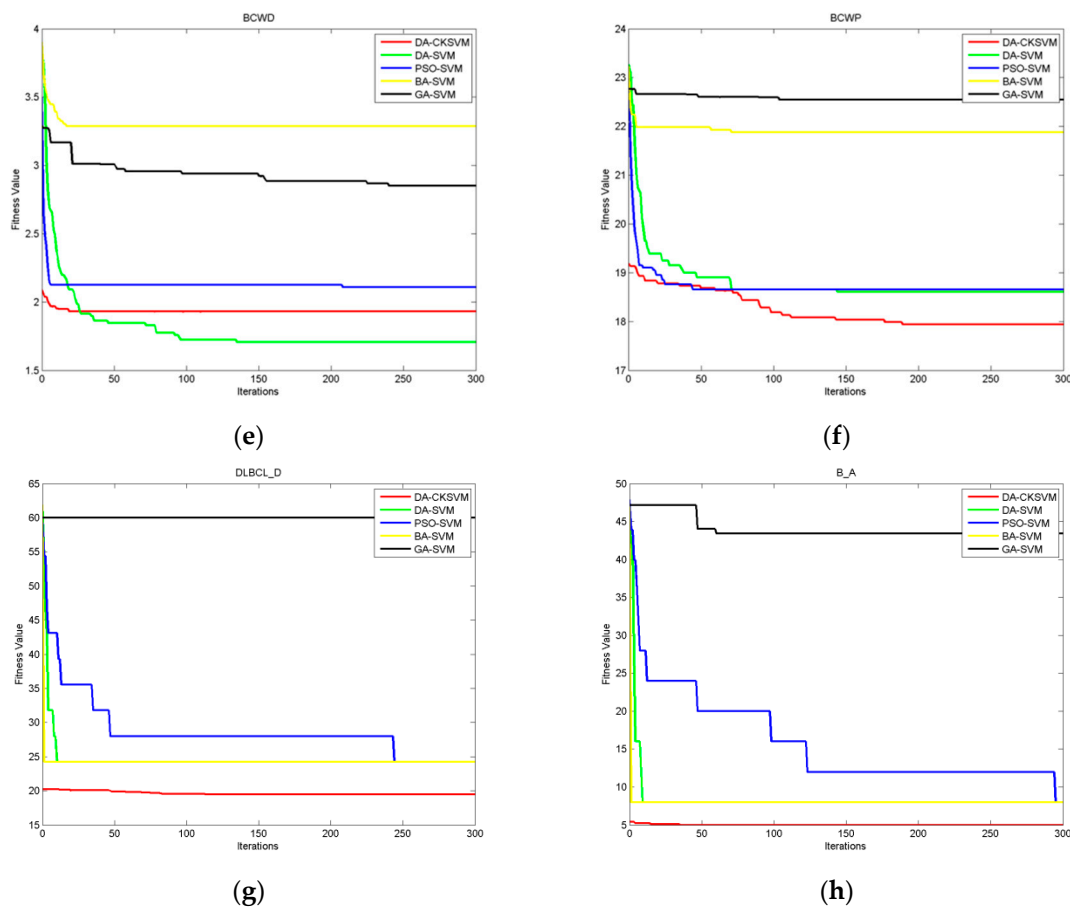 BCWD
4
3.5
3
2.5
2
1.5
Fitness Value
0 50 100 150 200 250 300
Iterations
DA-CKSVM
DA-SVM
PSO-SVM
BA-SVM
GA-SVM
(e)
BCWP
24
23
22
21
20
19
18
17
Fitness Value
0 50 100 150 200 250 300
Iterations
DA-CKSVM
DA-SVM
PSO-SVM
BA-SVM
GA-SVM
(f)
DLBCL_D
65
60
55
50
45
40
35
30
25
20
15
Fitness Value
0 50 100 150 200 250 300
Iterations
DA-CKSVM
DA-SVM
PSO-SVM
BA-SVM
GA-SVM
(g)
B_A
50
45
40
35
30
25
20
15
10
5
Fitness Value
0 50 100 150 200 250 300
Iterations
DA-CKSVM
DA-SVM
PSO-SVM
BA-SVM
GA-SVM
(h)